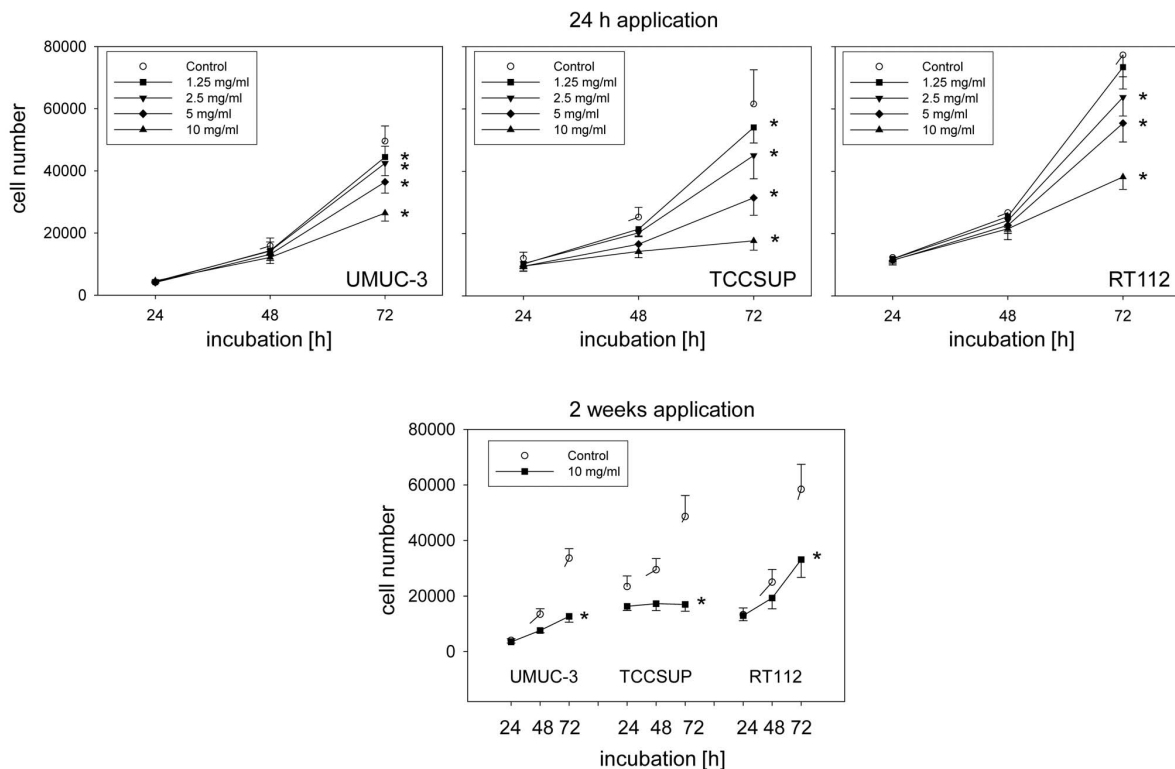 24 h application
80000
60000
40000
20000
0
cell number
Control
1.25 mg/ml
2.5 mg/ml
5 mg/ml
10 mg/ml
*
*
*
*
UMUC-3
24 48 72
incubation [h]
Control
1.25 mg/ml
2.5 mg/ml
5 mg/ml
10 mg/ml
*
*
*
*
TCCSUP
24 48 72
incubation [h]
Control
1.25 mg/ml
2.5 mg/ml
5 mg/ml
10 mg/ml
*
*
*
RT112
24 48 72
incubation [h]
2 weeks application
80000
60000
40000
20000
0
cell number
Control
10 mg/ml
* * *
UMUC-3 TCCSUP RT112
24 48 72 24 48 72 24 48 72
incubation [h]